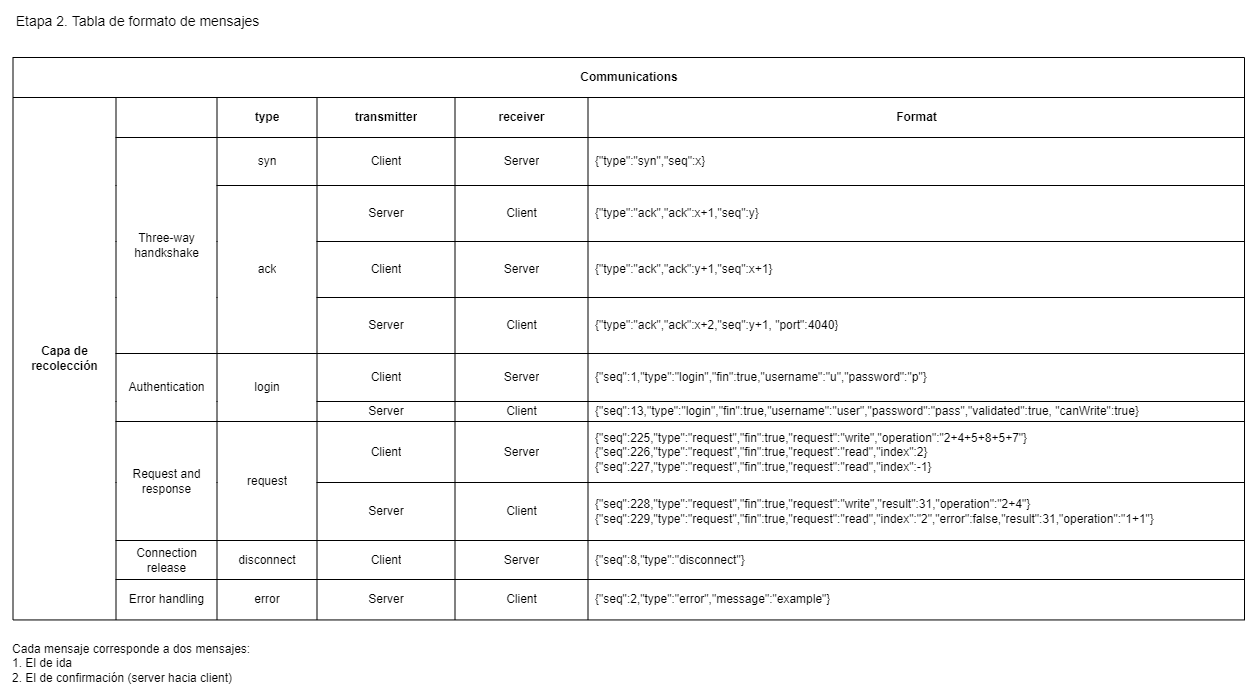 Etapa 2. Tabla de formato de mensajes
Communications
type transmitter receiver Format
Capa de
recolección
Three-way
handkshake
syn Client Server {"type":"syn","seq":x}
ack
Server Client {"type":"ack","ack":x+1,"seq":y}
Client Server {"type":"ack","ack":y+1,"seq":x+1}
Server Client {"type":"ack","ack":x+2,"seq":y+1, "port":4040}
Authentication
login
Client Server {"seq":1,"type":"login","fin":true,"username":"u","password":"p"}
Server Client {"seq":13,"type":"login","fin":true,"username":"user","password":"pass","validated":true, "canWrite":true}
Request and
response
request
Client Server
{"seq":225,"type":"request","fin":true,"request":"write","operation":"2+4+5+8+5+7"}
{"seq":226,"type":"request","fin":true,"request":"read","index":2}
{"seq":227,"type":"request","fin":true,"request":"read","index":-1}
Server Client
{"seq":228,"type":"request","fin":true,"request":"write","result":31,"operation":"2+4"}
{"seq":229,"type":"request","fin":true,"request":"read","index":"2","error":false,"result":31,"operation":"1+1"}
Connection
release
disconnect Client Server {"seq":8,"type":"disconnect"}
Error handling error Server Client {"seq":2,"type":"error","message":"example"}
Cada mensaje corresponde a dos mensajes:
1. El de ida
2. El de confirmación (server hacia client)